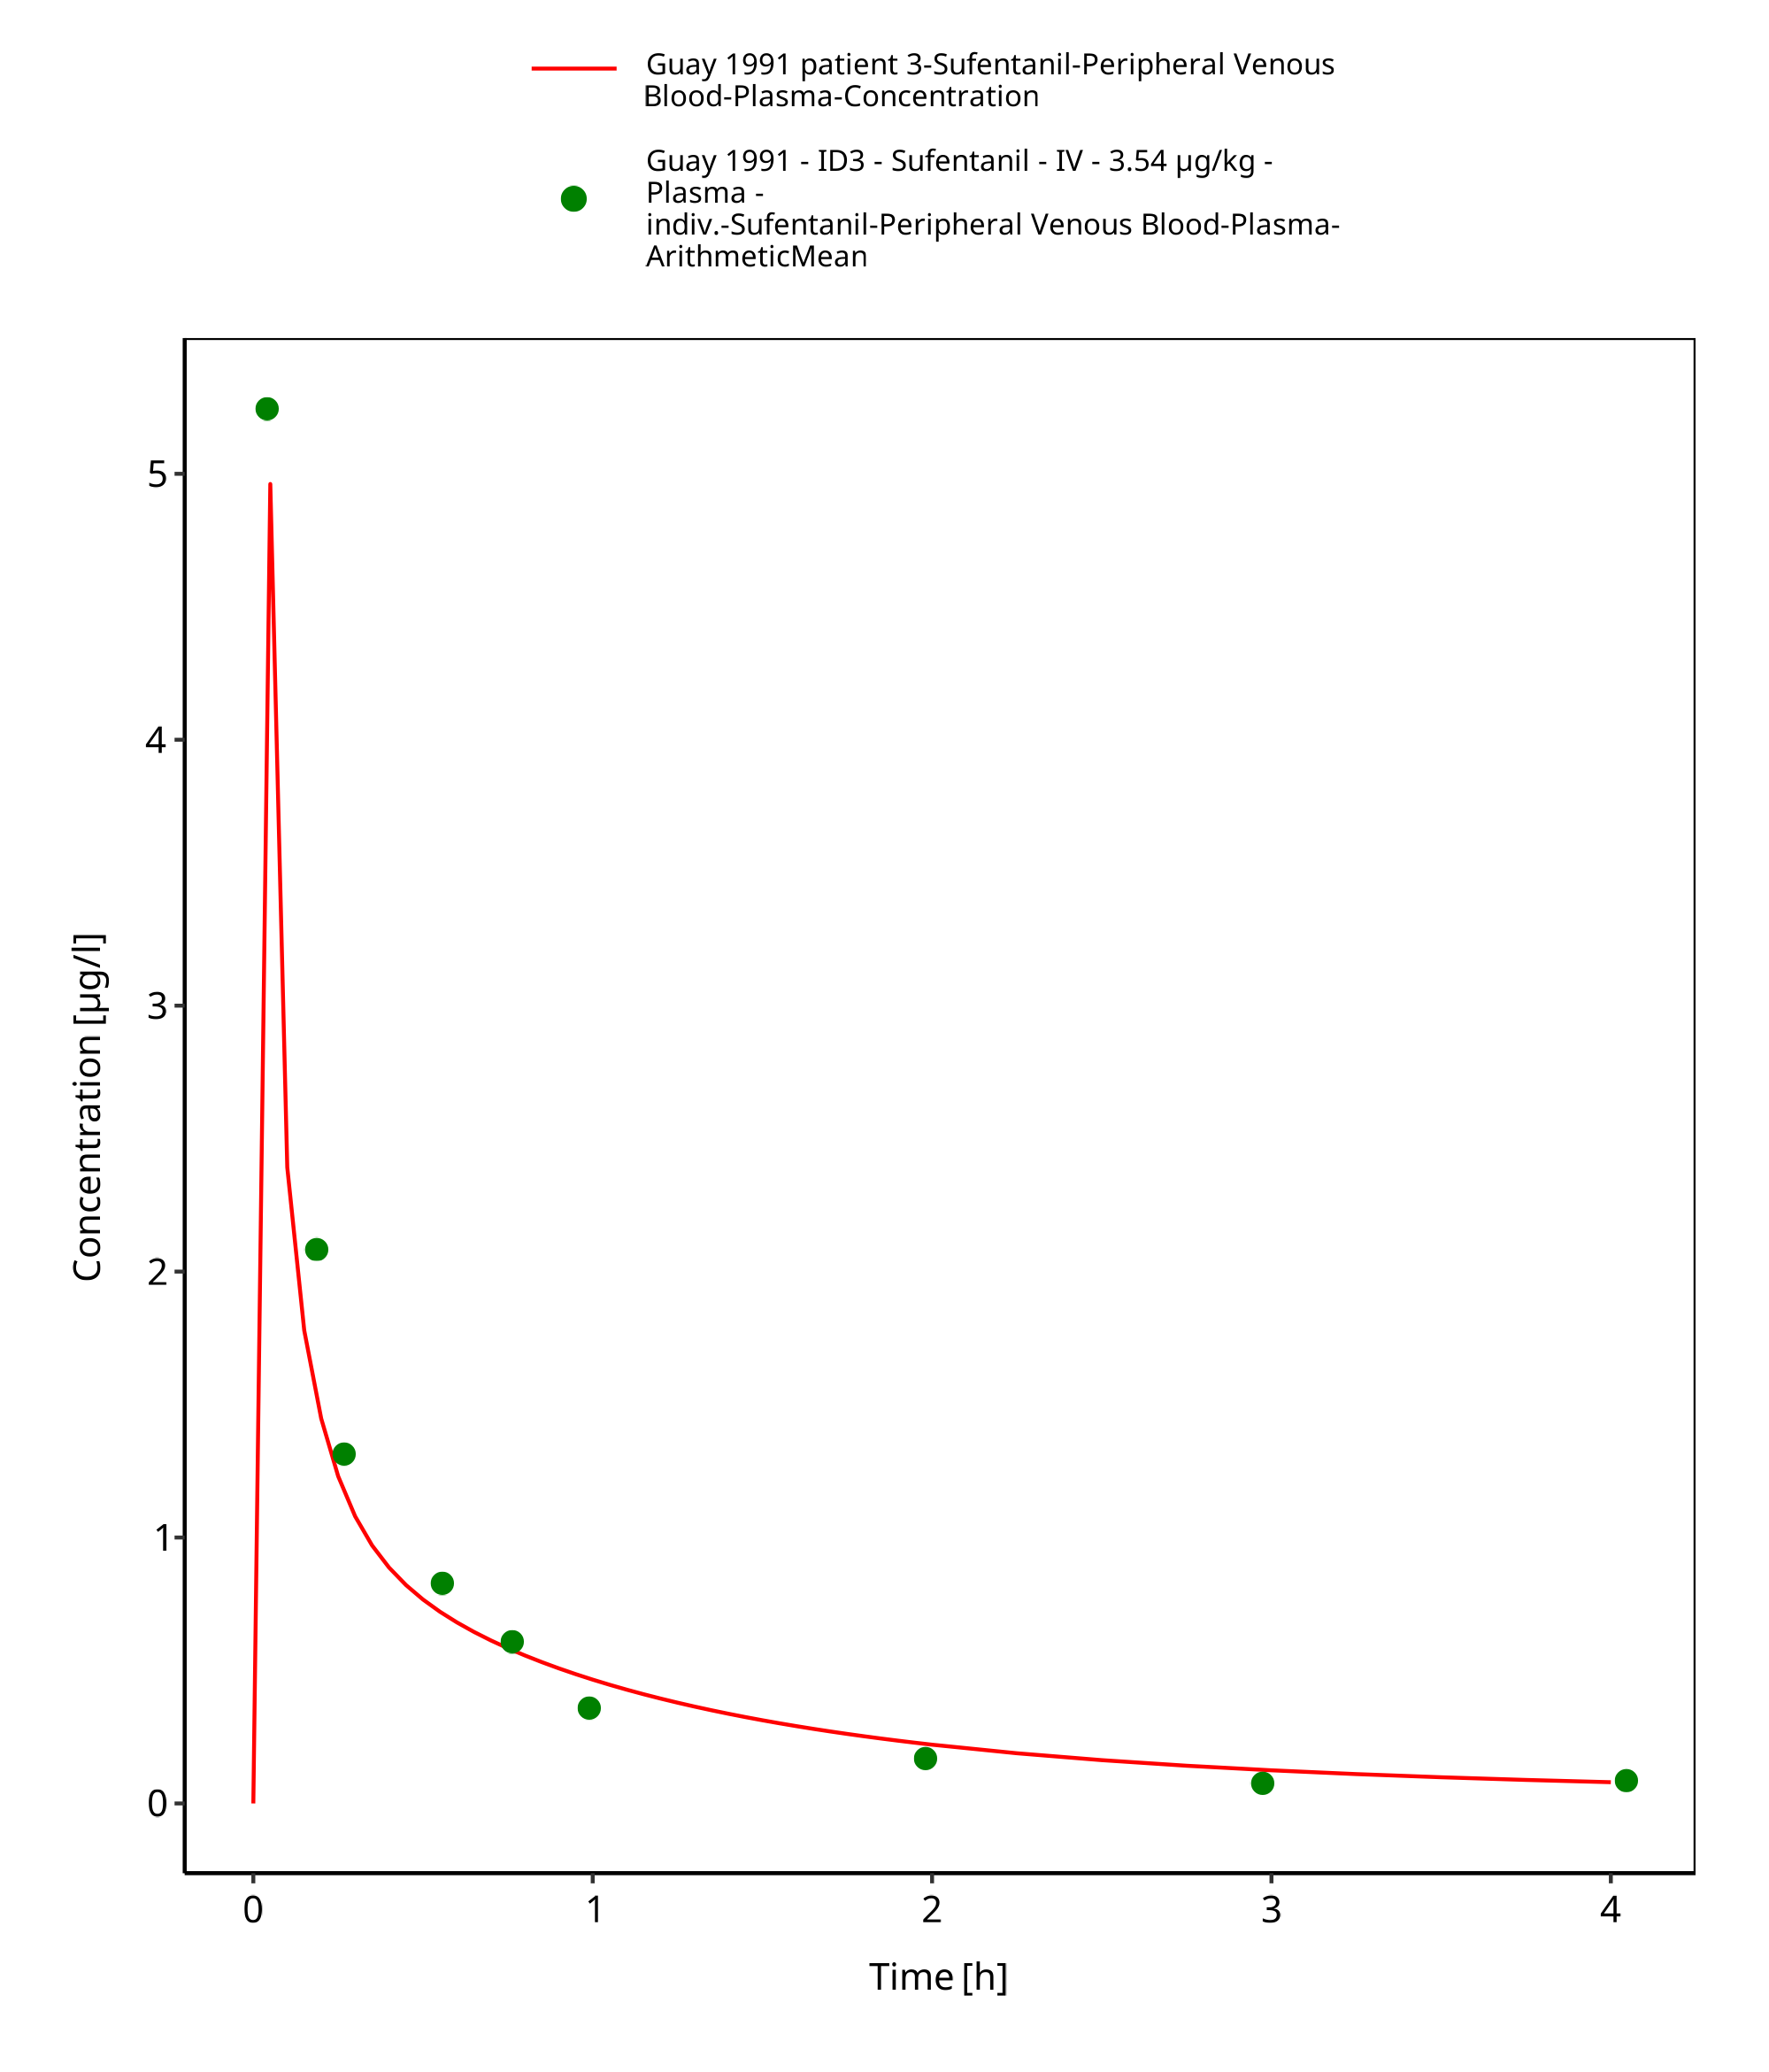 Guay 1991 patient 3-Sufentanil-Peripheral Venous
Blood-Plasma-Concentration
Guay 1991 - ID3 - Sufentanil - IV - 3.54 µg/kg -
Plasma -
indiv.-Sufentanil-Peripheral Venous Blood-Plasma-
ArithmeticMean
5
4
3
2
1
0
Concentration [µg/l]
0 1 2 3 4
Time [h]